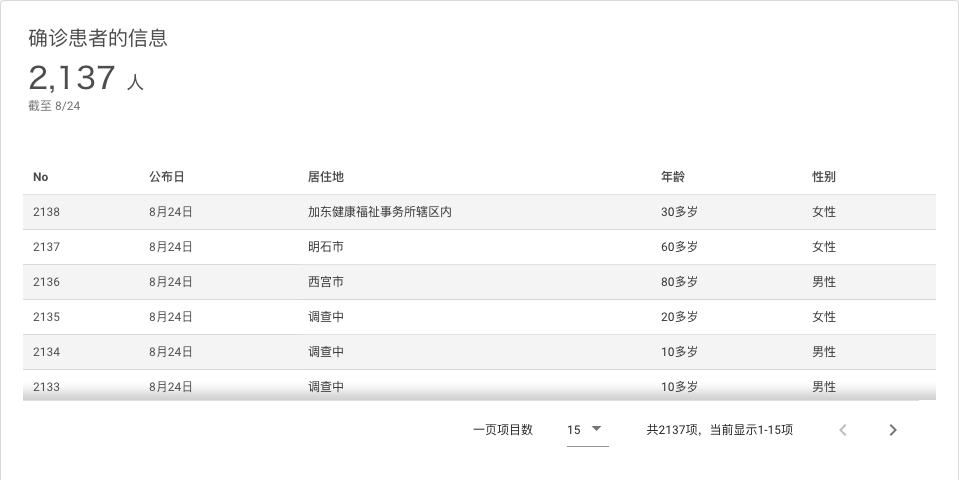 确诊患者的信息
2,137 人
截至 8/24
No 公布日 居住地 年龄 性别
2138 8月24日 加东健康福祉事务所辖区内 30多岁 女性
2137 8月24日 明石市 60多岁 女性
2136 8月24日 西宫市 80多岁 男性
2135 8月24日 调查中 20多岁 女性
2134 8月24日 调查中 10多岁 男性
2133 8月24日 调查中 10多岁 男性
一页项目数 15 共2137项，当前显示1-15项